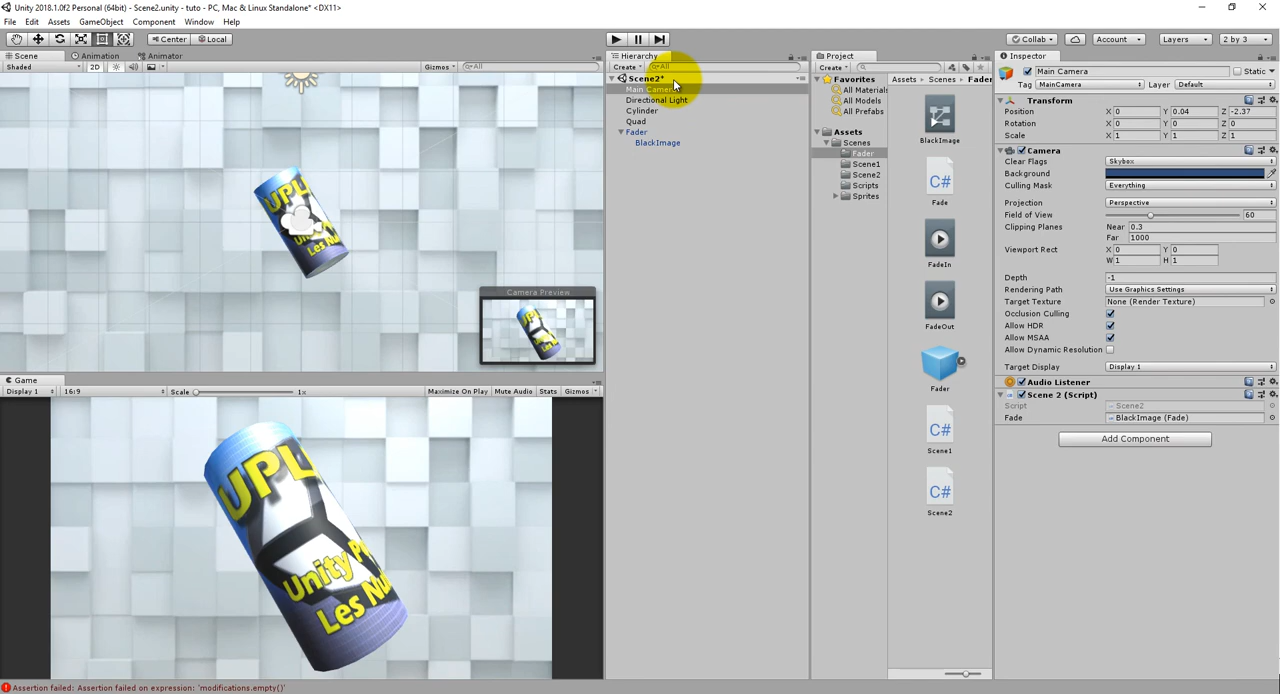 Unity 2018.1.0f2 Personal (64bit) - Scene2.unity - tuto - PC, Mac & Linux Standalone* <DX11>
File Edit Assets GameObject Component Window Help
Center Local Collab Account Layers 2 by 3
Scene Animation Animator
Shaded 2D Gizmos All
UPL
Les Nu
Camera Preview
Game
Display 1 16:9 Scale 1x Maximize On Play Mute Audio Stats Gizmos
UPL
Unity P
Les Nu
Hierarchy
Create All
Scene2*
Main Camera
Directional Light
Cylinder
Quad
Fader
BlackImage
Project
Create
Favorites
All Materials
All Models
All Prefabs
Assets
Scenes
Fader
Scene1
Scene2
Scripts
Sprites
Assets Scenes Fader
BlackImage
C#
Fade
FadeIn
FadeOut
Fader
C#
Scene1
C#
Scene2
Inspector
Main Camera Static
Tag MainCamera Layer Default
Transform
Position X 0 Y 0.04 Z -2.37
Rotation X 0 Y 0 Z 0
Scale X 1 Y 1 Z 1
Camera
Clear Flags Skybox
Background
Culling Mask Everything
Projection Perspective
Field of View 60
Clipping Planes Near 0.3
Far 1000
Viewport Rect X 0 Y 0
W 1 H 1
Depth -1
Rendering Path Use Graphics Settings
Target Texture None (Render Texture)
Occlusion Culling
Allow HDR
Allow MSAA
Allow Dynamic Resolution
Target Display Display 1
Audio Listener
Scene 2 (Script)
Script Scene2
Fade BlackImage (Fade)
Add Component
Assertion failed: Assertion failed on expression: 'modifications.empty()'